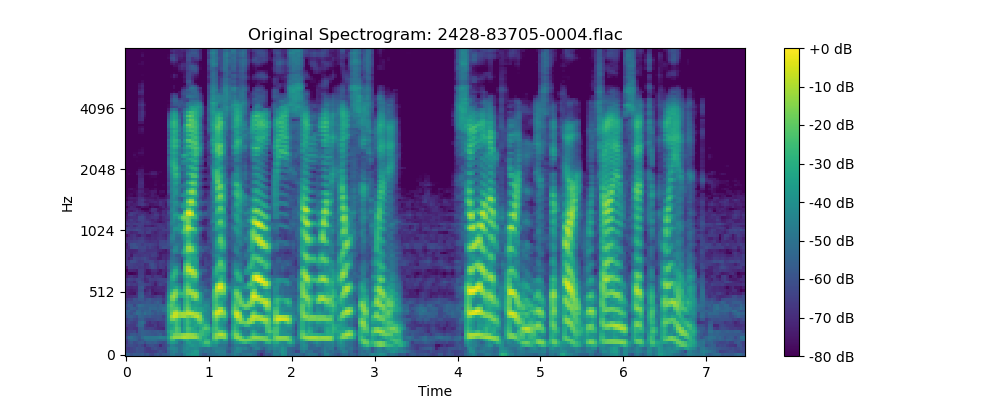 Original Spectrogram: 2428-83705-0004.flac
Hz
4096
2048
1024
512
0
0 1 2 3 4 5 6 7
Time
+0 dB
-10 dB
-20 dB
-30 dB
-40 dB
-50 dB
-60 dB
-70 dB
-80 dB